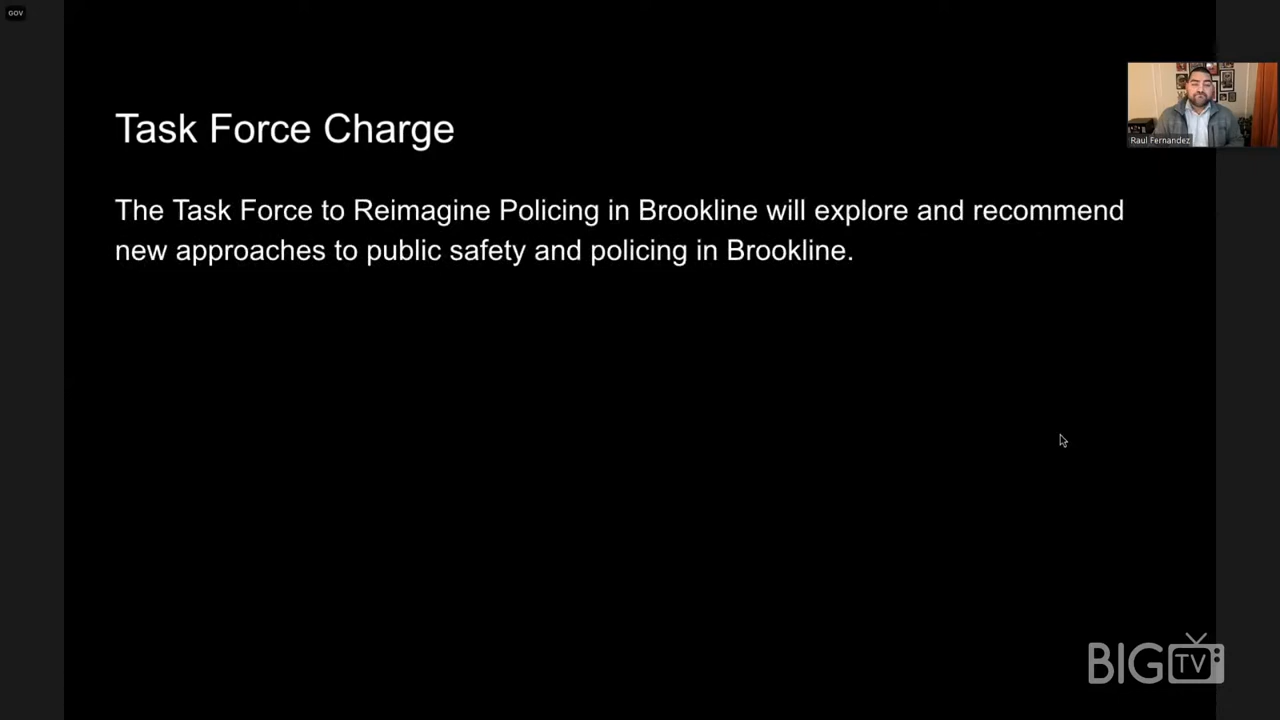 GOV
Task Force Charge
Raul Fernandez
The Task Force to Reimagine Policing in Brookline will explore and recommend
new approaches to public safety and policing in Brookline.
BIG TV